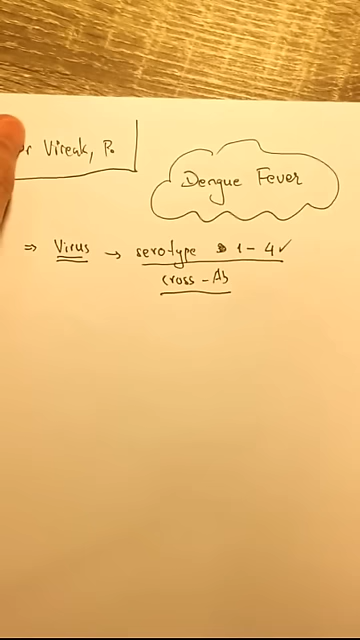 Vireak, P.
Dengue Fever
⇒ Virus → serotype 1 - 4 ✓
cross - Ab